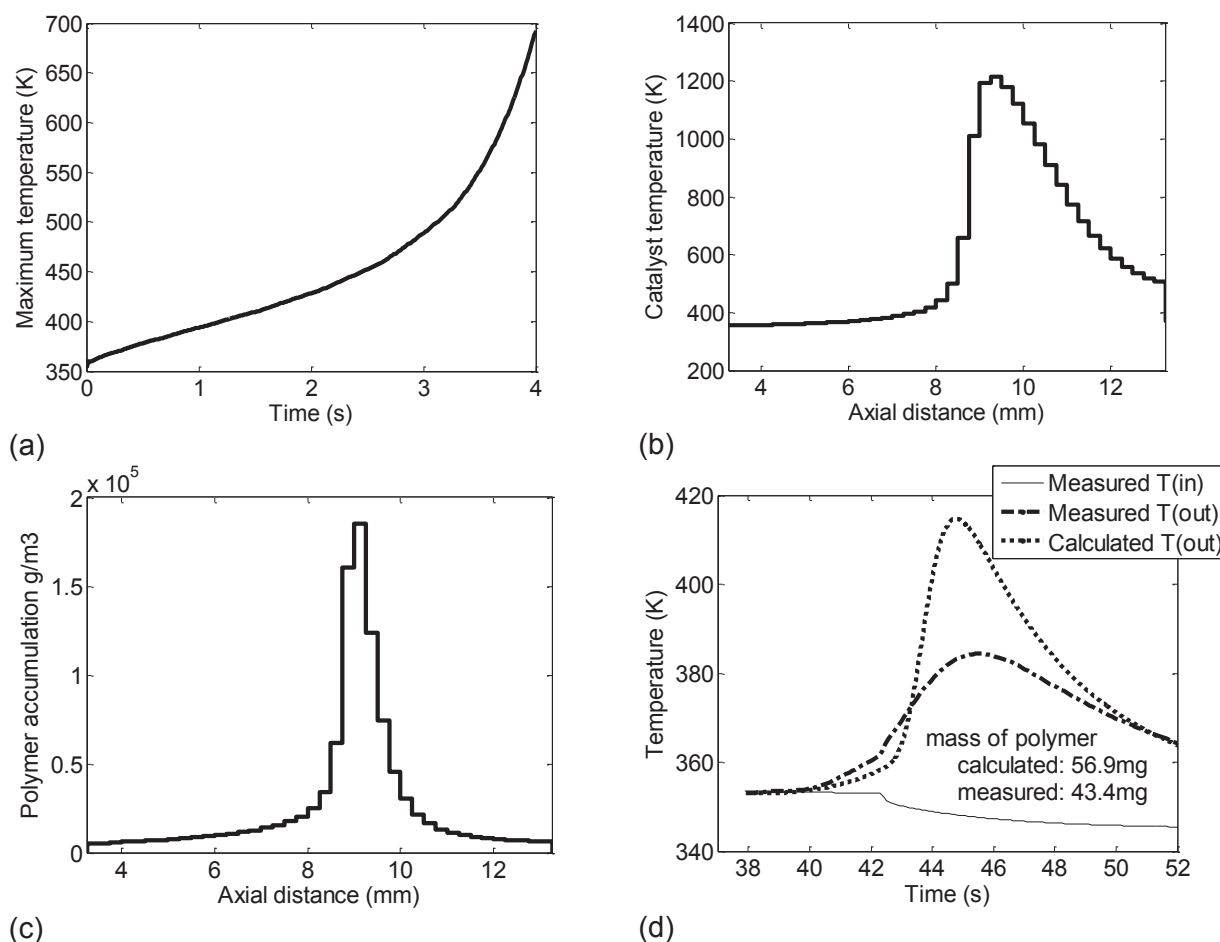 700
650
600
550
500
450
400
350
0
1
2
3
4
Maximum temperature (K)
Time (s)
(a)
1400
1200
1000
800
600
400
200
4
6
8
10
12
Catalyst temperature (K)
Axial distance (mm)
(b)
x 10^5
2
1.5
1
0.5
0
4
6
8
10
12
Polymer accumulation g/m3
Axial distance (mm)
(c)
Measured T(in)
Measured T(out)
Calculated T(out)
420
400
380
360
340
38
40
42
44
46
48
50
52
Temperature (K)
mass of polymer
calculated: 56.9mg
measured: 43.4mg
Time (s)
(d)